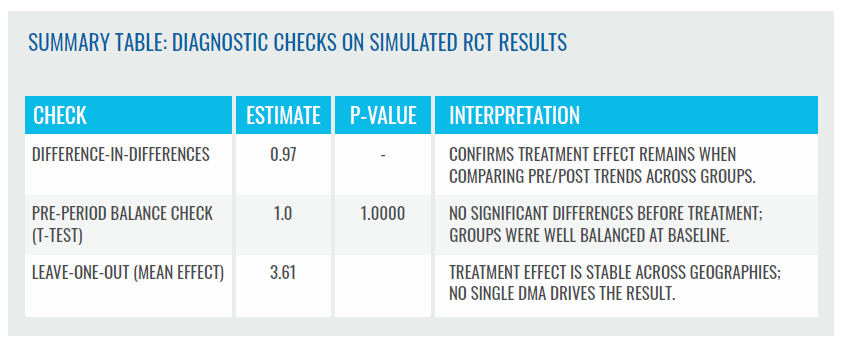 SUMMARY TABLE: DIAGNOSTIC CHECKS ON SIMULATED RCT RESULTS
CHECK ESTIMATE P-VALUE INTERPRETATION
DIFFERENCE-IN-DIFFERENCES 0.97 - CONFIRMS TREATMENT EFFECT REMAINS WHEN
COMPARING PRE/POST TRENDS ACROSS GROUPS.
PRE-PERIOD BALANCE CHECK 1.0 1.0000 NO SIGNIFICANT DIFFERENCES BEFORE TREATMENT;
(T-TEST) GROUPS WERE WELL BALANCED AT BASELINE.
LEAVE-ONE-OUT (MEAN EFFECT) 3.61 TREATMENT EFFECT IS STABLE ACROSS GEOGRAPHIES;
NO SINGLE DMA DRIVES THE RESULT.